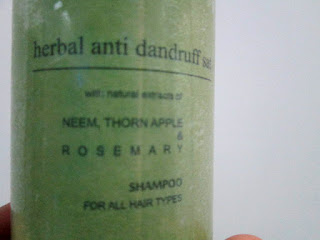 herbal anti dandruff
with natural extracts of
NEEM, THORN APPLE
&
ROSEMARY
SHAMPOO
FOR ALL HAIR TYPES